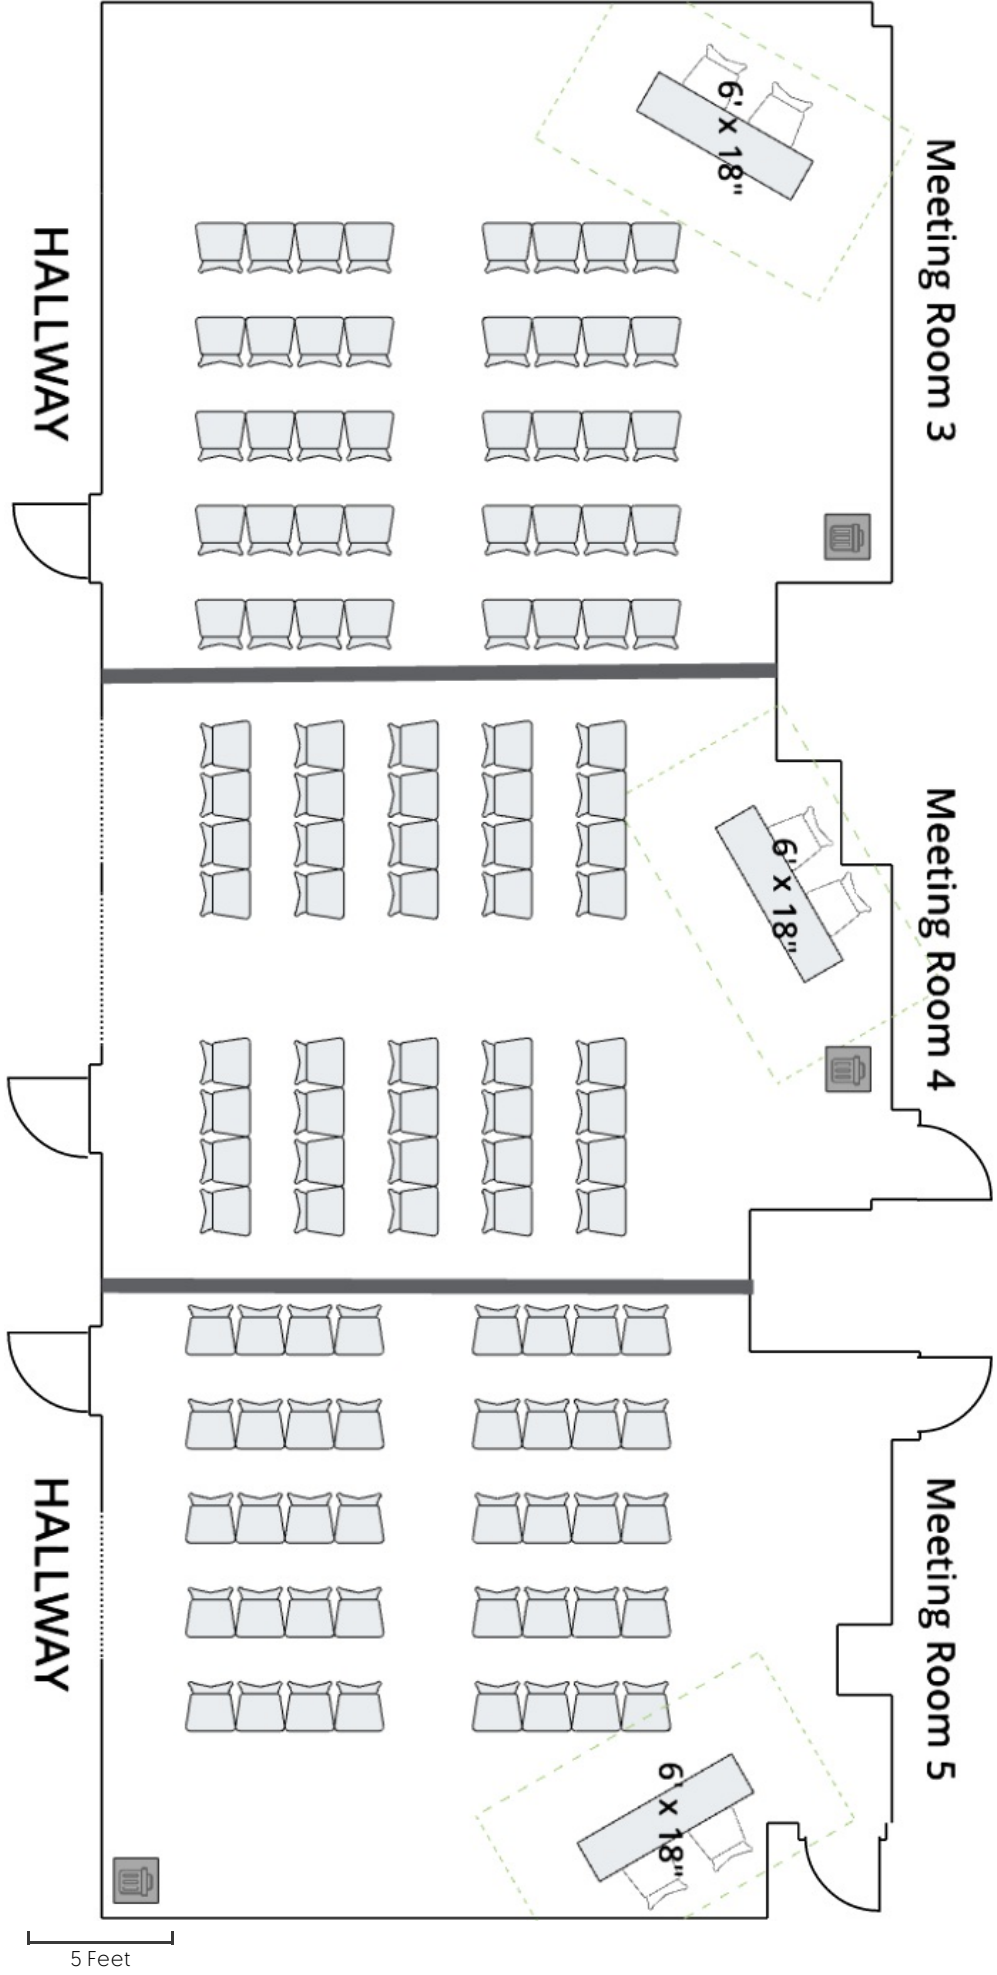 HALLWAY
Meeting Room 3
6' x 18"
Meeting Room 4
6' x 18"
HALLWAY
Meeting Room 5
6' x 18"
5 Feet